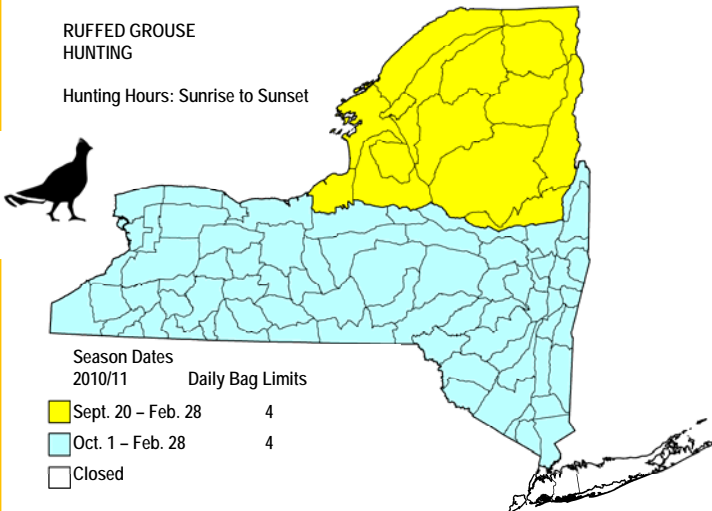 RUFFED GROUSE
HUNTING
Hunting Hours: Sunrise to Sunset
Season Dates
2010/11 Daily Bag Limits
Sept. 20 – Feb. 28 4
Oct. 1 – Feb. 28 4
Closed